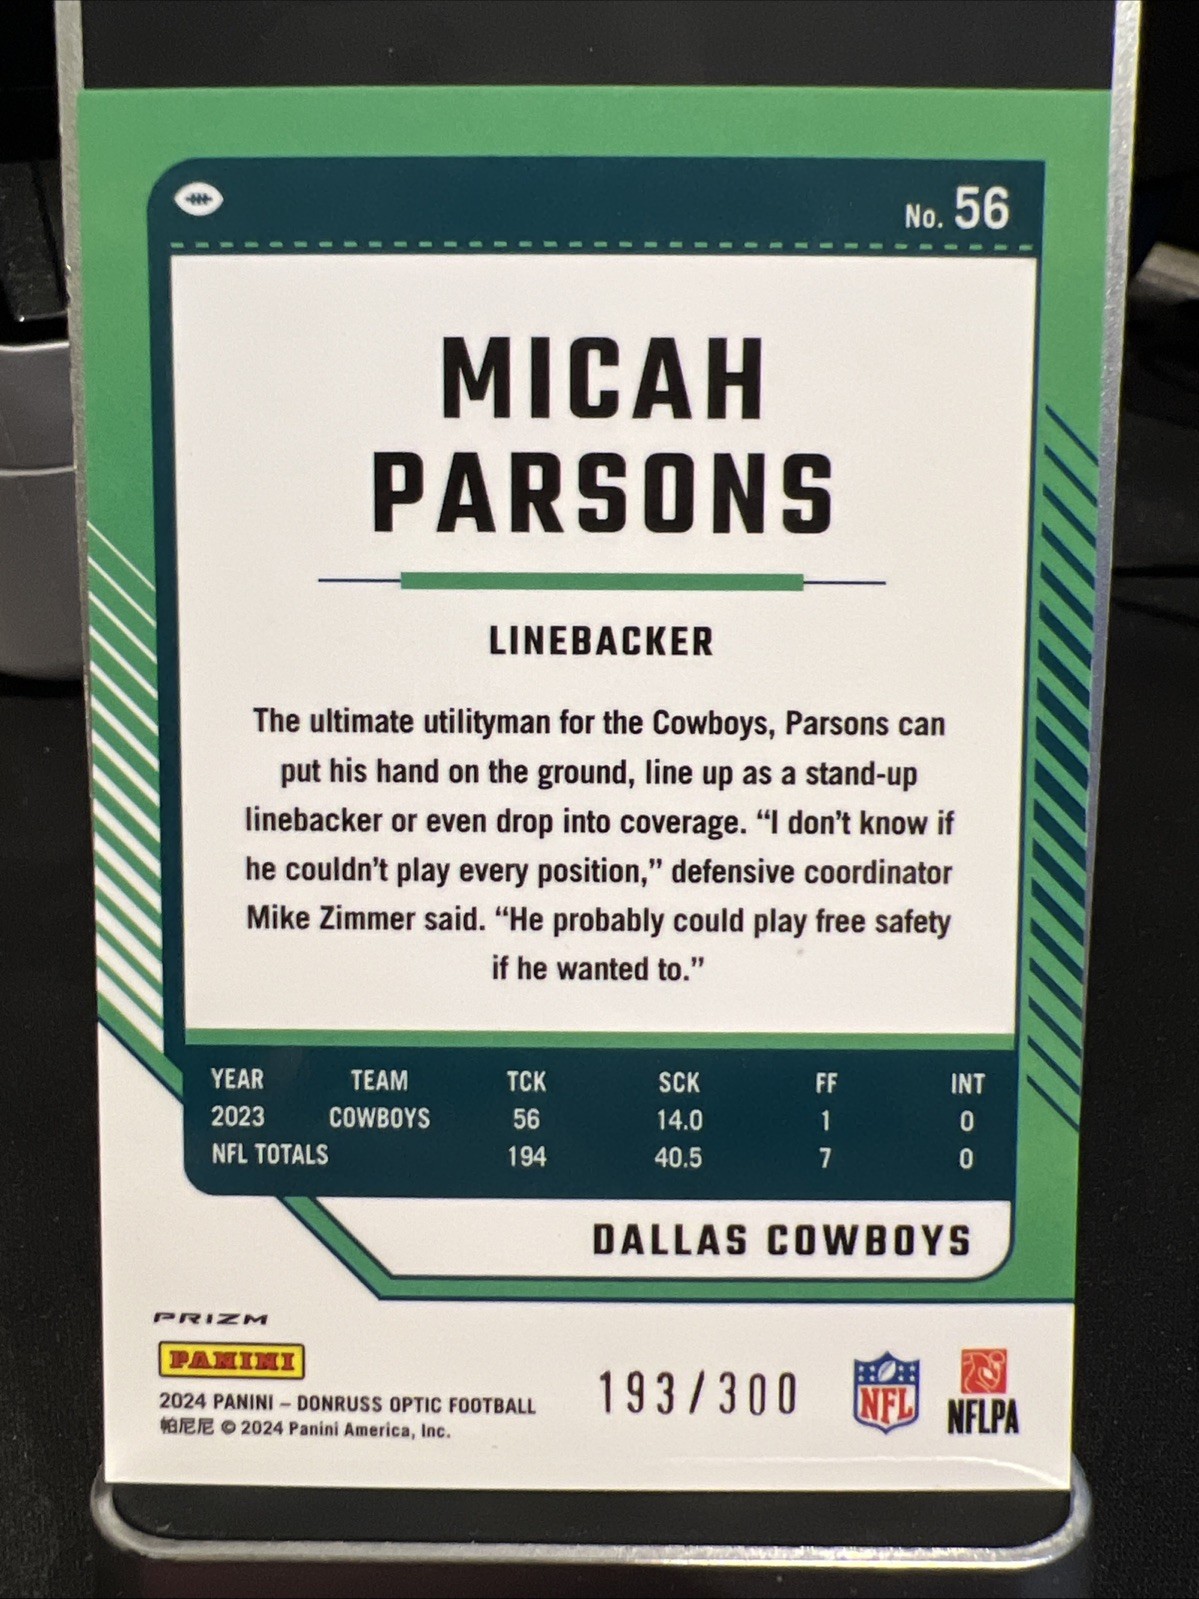 No. 56
MICAH
PARSONS
LINEBACKER
The ultimate utilityman for the Cowboys, Parsons can
put his hand on the ground, line up as a stand-up
linebacker or even drop into coverage. “I don’t know if
he couldn’t play every position,” defensive coordinator
Mike Zimmer said. “He probably could play free safety
if he wanted to.”
YEAR TEAM TCK SCK FF INT
2023 COWBOYS 56 14.0 1 0
NFL TOTALS 194 40.5 7 0
DALLAS COWBOYS
PRIZM
PANINI
2024 PANINI – DONRUSS OPTIC FOOTBALL
帕尼尼 © 2024 Panini America, Inc.
193/300
NFL
NFLPA